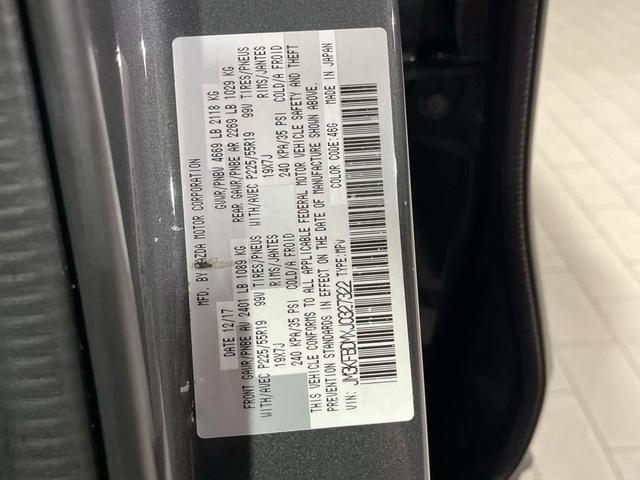 MFD. BY MAZDA MOTOR CORPORATION
DATE 12/17 GVWR/PNBV 4669 LB 2118 KG
FRONT GAWR/PNBE AV 2401 LB 1089 KG REAR GAWR/PNBE AR 2269 LB 1029 KG
WITH/AVEC P225/55R19 99V TIRES/PNEUS WITH/AVEC P225/55R19 99V TIRES/PNEUS
19X7J RIMS/JANTES 19X7J RIMS/JANTES
240 KPA/35 PSI COLD/A FROID 240 KPA/35 PSI COLD/A FROID
THIS VEHICLE CONFORMS TO ALL APPLICABLE FEDERAL MOTOR VEHICLE SAFETY AND THEFT
PREVENTION STANDARDS IN EFFECT ON THE DATE OF MANUFACTURE SHOWN ABOVE.
VIN: JM3KFBDMXJ0327322 TYPE:MPV COLOR CODE:46G MADE IN JAPAN